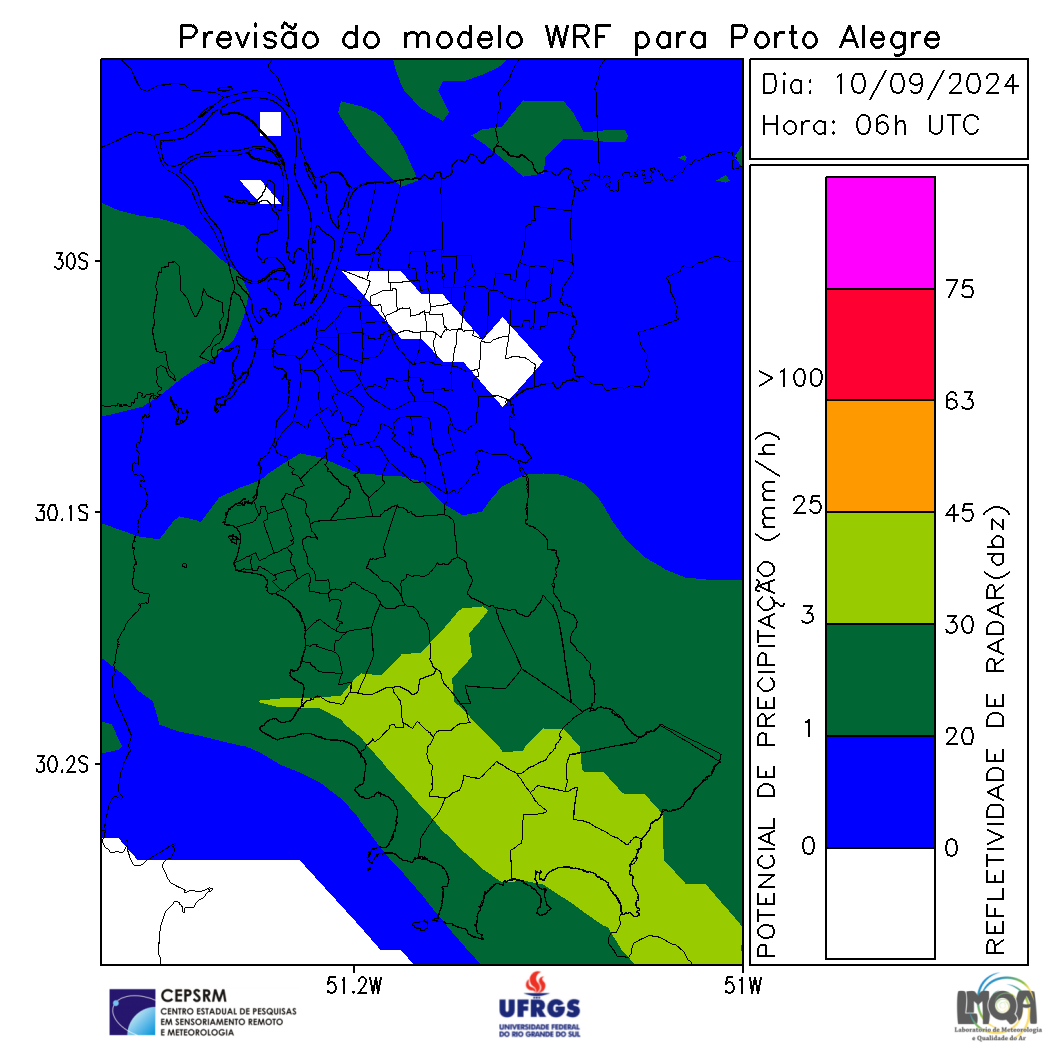 Previsão do modelo WRF para Porto Alegre
Dia: 10/09/2024
Hora: 06h UTC
30S
30.1S
30.2S
51.2W
51W
POTENCIAL DE PRECIPITAÇÃO (mm/h)
>100
25
3
1
0
75
63
45
30
20
0
REFLETIVIDADE DE RADAR(dbz)
CEPSRM
CENTRO ESTADUAL DE PESQUISAS
EM SENSORIAMENTO REMOTO
E METEOROLOGIA
UFRGS
UNIVERSIDADE FEDERAL
DO RIO GRANDE DO SUL
LMQA
Laboratório de Meteorologia
e Qualidade do Ar